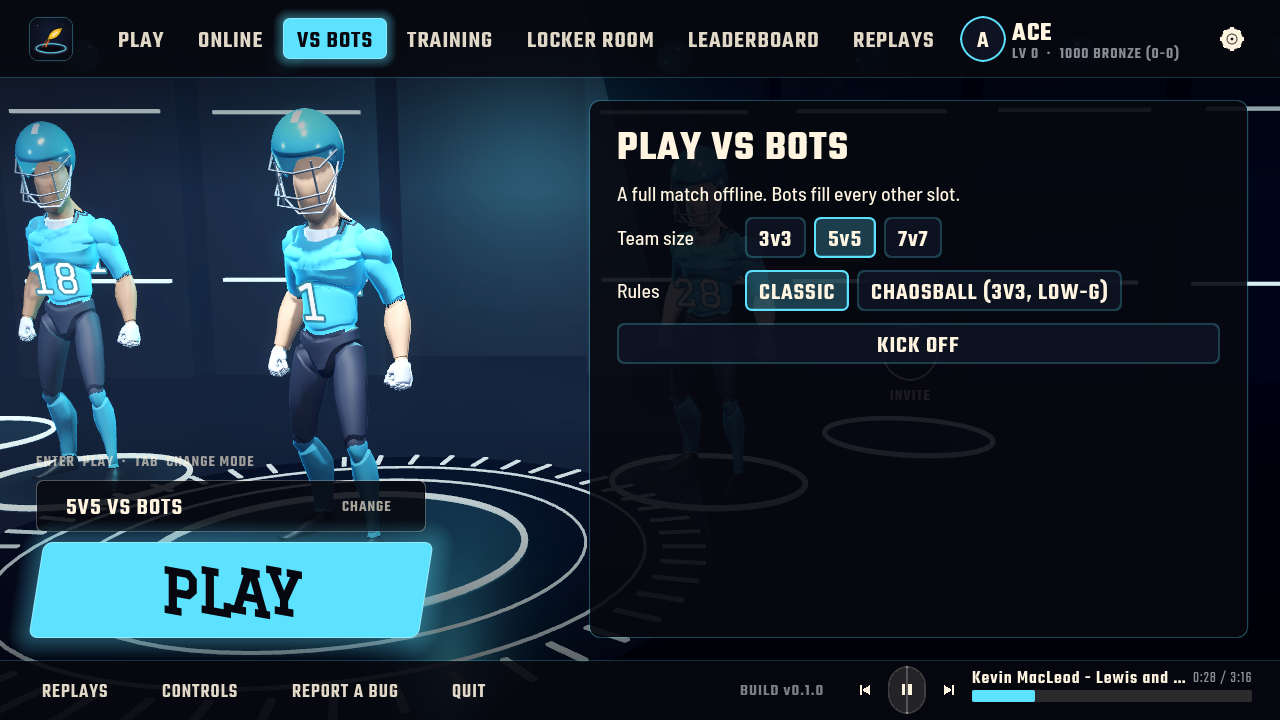 PLAY
ONLINE
VS BOTS
TRAINING
LOCKER ROOM
LEADERBOARD
REPLAYS
A
ACE
LV 0 · 1000 BRONZE (0-0)
PLAY VS BOTS
A full match offline. Bots fill every other slot.
Team size
3v3
5v5
7v7
Rules
CLASSIC
CHAOSBALL (3V3, LOW-G)
KICK OFF
INVITE
18
1
28
ENTER PLAY · TAB CHANGE MODE
5V5 VS BOTS
CHANGE
PLAY
REPLAYS
CONTROLS
REPORT A BUG
QUIT
BUILD v0.1.0
Kevin MacLeod - Lewis and ...
0:28 / 3:16